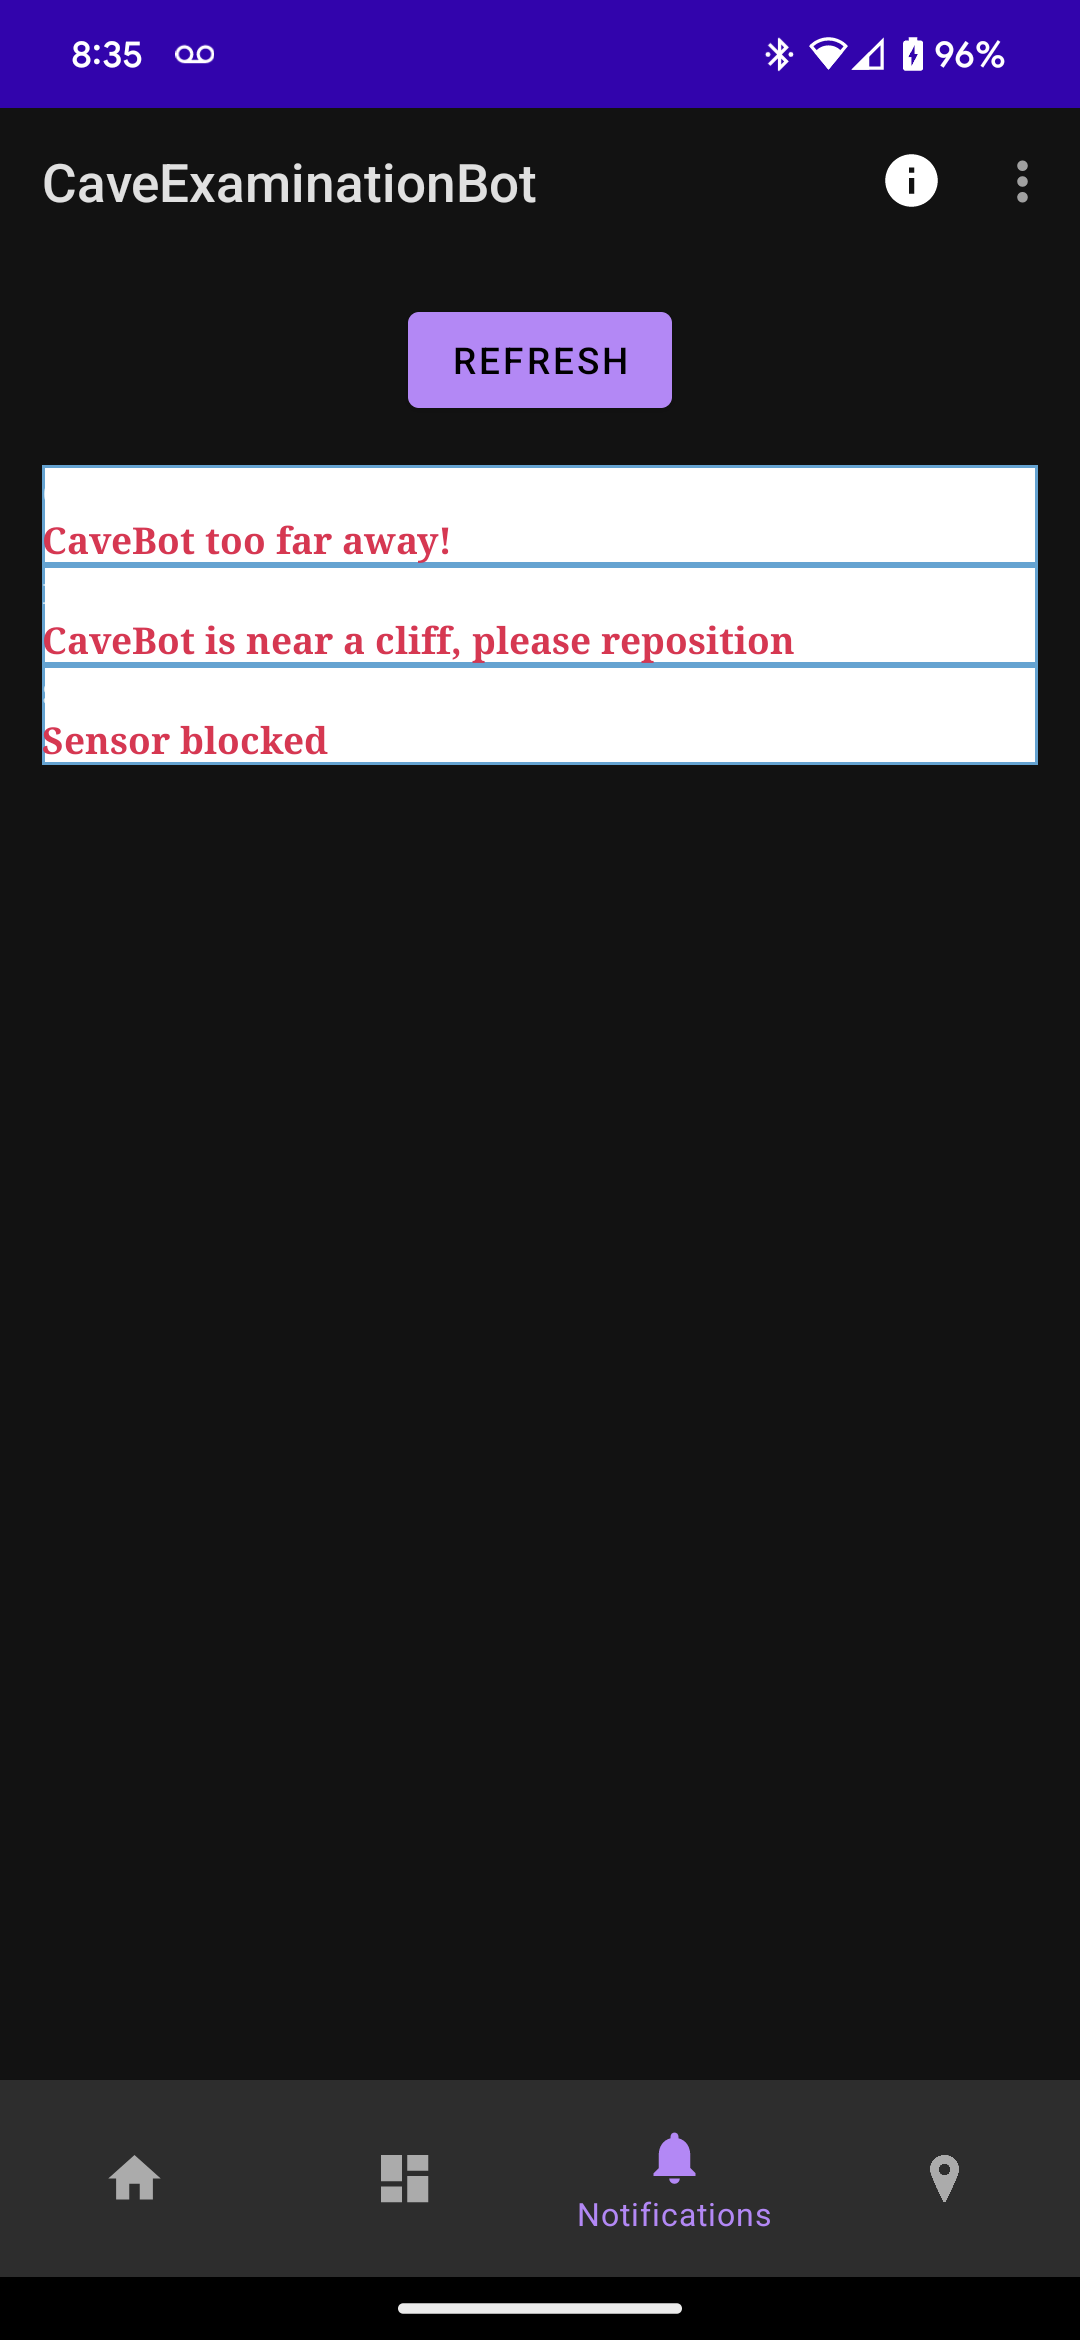 8:35
96%
CaveExaminationBot
REFRESH
CaveBot too far away!
CaveBot is near a cliff, please reposition
Sensor blocked
Notifications